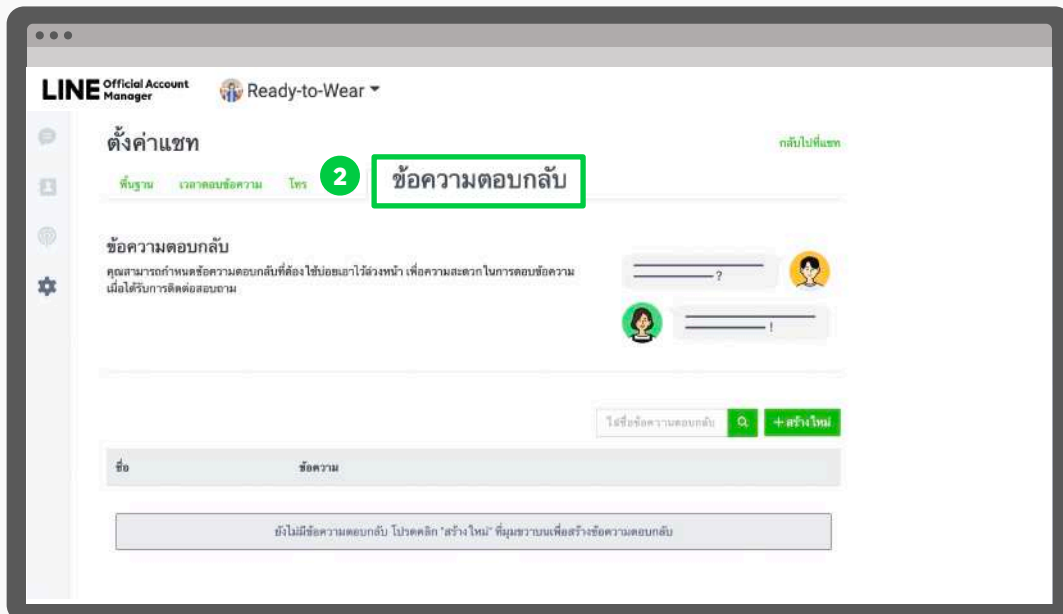 LINE Official Account Manager
Ready-to-Wear
ตั้งค่าแชท
กลับไปที่แชท
พื้นฐาน เวลาตอบข้อความ โทร 2 ข้อความตอบกลับ
ข้อความตอบกลับ
คุณสามารถกำหนดข้อความตอบกลับที่ต้องใช้บ่อยเอาไว้ล่วงหน้า เพื่อความสะดวกในการตอบข้อความ
เมื่อได้รับการติดต่อสอบถาม
?
!
ใส่ชื่อข้อความตอบกลับ
+ สร้างใหม่
ชื่อ ข้อความ
ยังไม่มีข้อความตอบกลับ โปรดคลิก "สร้างใหม่" ที่มุมขวาบนเพื่อสร้างข้อความตอบกลับ